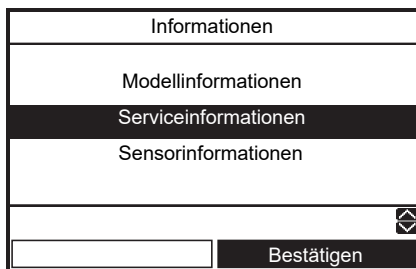 Informationen
Modellinformationen
Serviceinformationen
Sensorinformationen
Bestätigen